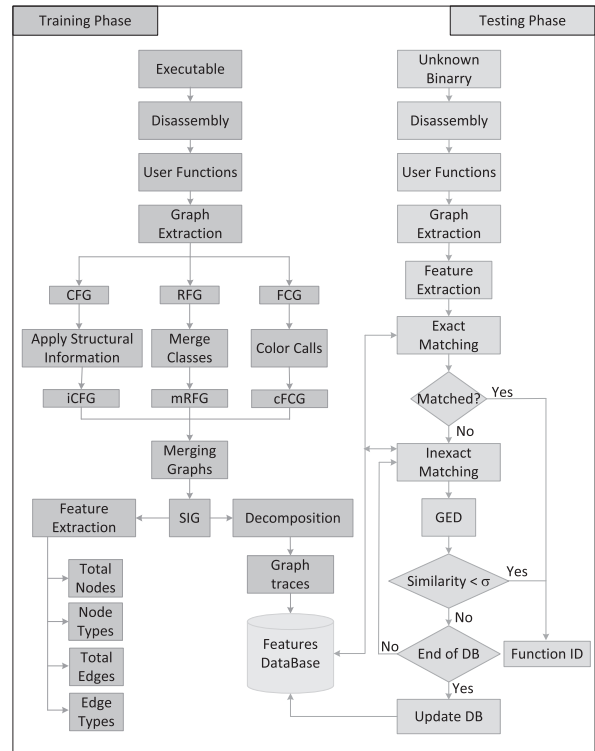 Training Phase
Testing Phase
Executable
Disassembly
User Functions
Graph
Extraction
CFG
RFG
FCG
Apply Structural
Information
Merge
Classes
Color Calls
iCFG
mRFG
cFCG
Merging
Graphs
Feature
Extraction
SIG
Decomposition
Total
Nodes
Node
Types
Total
Edges
Edge
Types
Graph
traces
Features
DataBase
Unknown
Binarry
Disassembly
User Functions
Graph
Extraction
Feature
Extraction
Exact
Matching
Matched?
Yes
No
Inexact
Matching
GED
Similarity < σ
Yes
No
End of DB
No
Yes
Function ID
Update DB